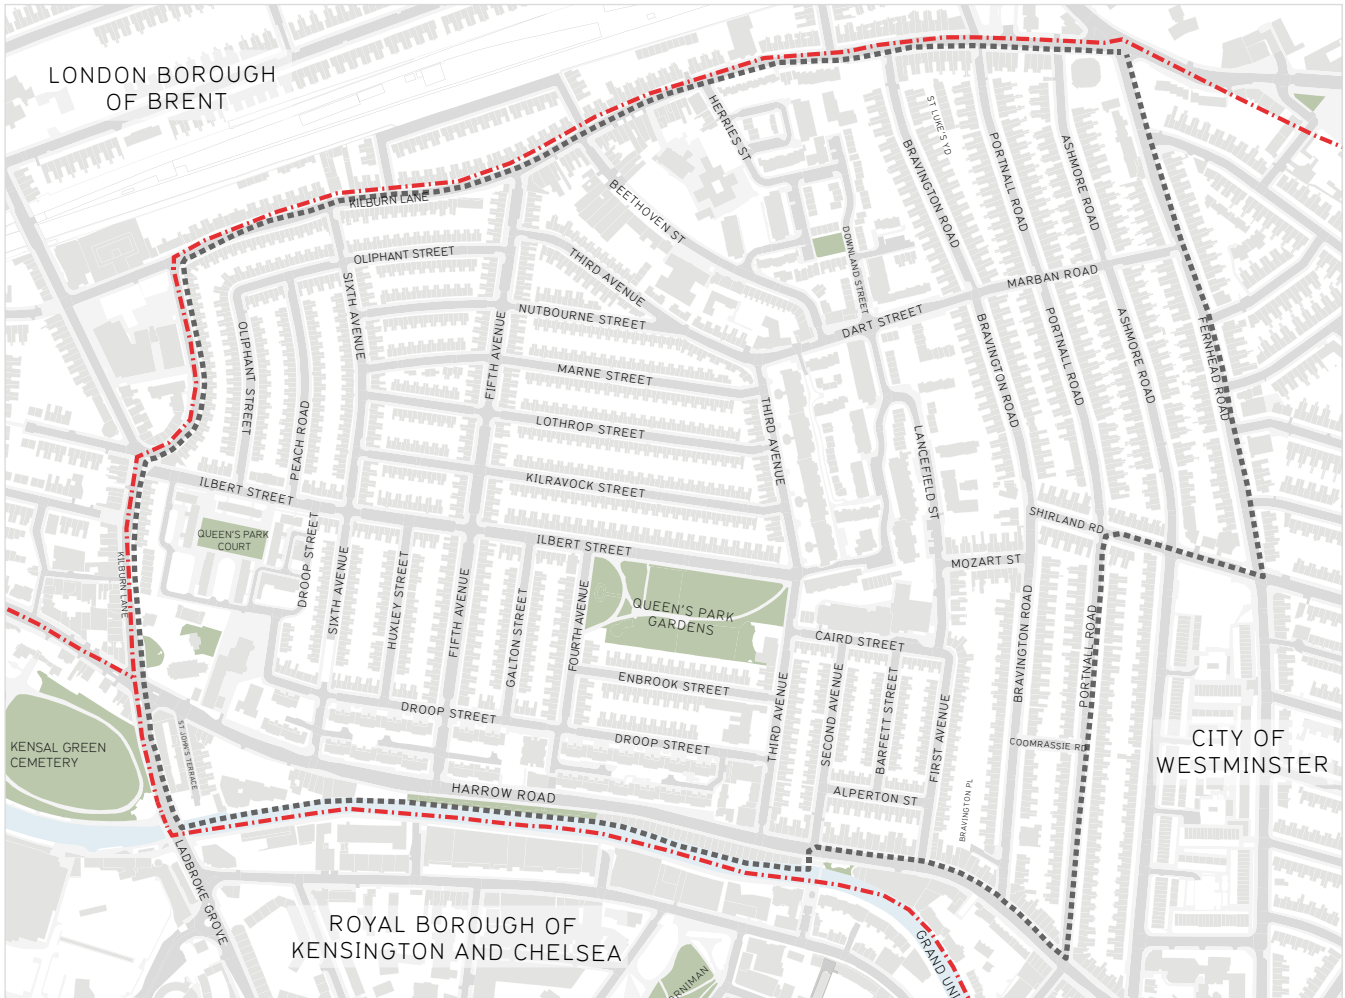 LONDON BOROUGH
OF BRENT
HERRIES ST
ST LUKE'S YD
BRAVINGTON ROAD
PORTNALL ROAD
ASHMORE ROAD
KILBURN LANE
BEETHOVEN ST
OLIPHANT STREET
THIRD AVENUE
DOWNLAND STREET
MARBAN ROAD
SIXTH AVENUE
NUTBOURNE STREET
DART STREET
OLIPHANT STREET
FIFTH AVENUE
BRAVINGTON ROAD
PORTNALL ROAD
ASHMORE ROAD
FERNHEAD ROAD
MARNE STREET
PEACH ROAD
LOTHROP STREET
THIRD AVENUE
LANCEFIELD ST
ILBERT STREET
KILRAVOCK STREET
SHIRLAND RD
QUEEN'S PARK
COURT
DROOP STREET
ILBERT STREET
MOZART ST
KILBURN LANE
SIXTH AVENUE
HUXLEY STREET
FIFTH AVENUE
GALTON STREET
FOURTH AVENUE
QUEEN'S PARK
GARDENS
CAIRD STREET
BRAVINGTON ROAD
PORTNALL ROAD
ENBROOK STREET
DROOP STREET
DROOP STREET
THIRD AVENUE
SECOND AVENUE
BARFETT STREET
FIRST AVENUE
COOMRASSIE RD
CITY OF
WESTMINSTER
KENSAL GREEN
CEMETERY
ST JOHN'S TERRACE
HARROW ROAD
ALPERTON ST
BRAVINGTON PL
LADBROKE GROVE
ROYAL BOROUGH OF
KENSINGTON AND CHELSEA
GRAND UNI
ORNIMAN